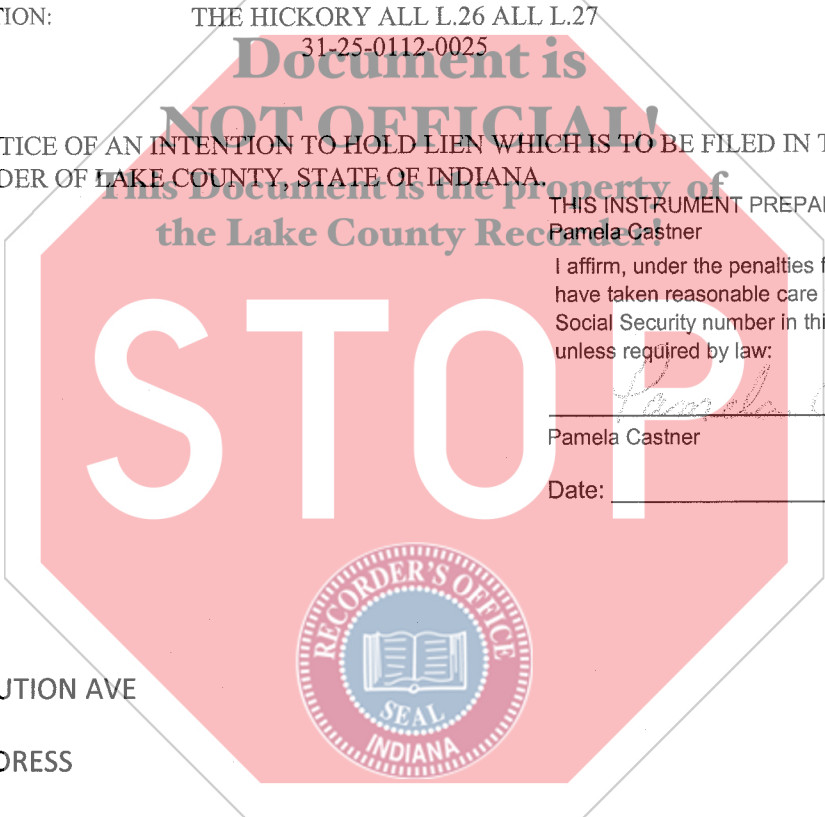 TION: THE HICKORY ALL L.26 ALL L.27
31-25-0112-0025
Document is
NOT OFFICIAL!
TICE OF AN INTENTION TO HOLD LIEN WHICH IS TO BE FILED IN T
DER OF LAKE COUNTY, STATE OF INDIANA.
This Document is the property of
the Lake County Recorder!
THIS INSTRUMENT PREPA
Pamela Castner
I affirm, under the penalties f
have taken reasonable care
Social Security number in thi
unless required by law:
Pamela
Pamela Castner
Date:
STOP
RECORDER'S OFFICE
SEAL
INDIANA
UTION AVE
DRESS